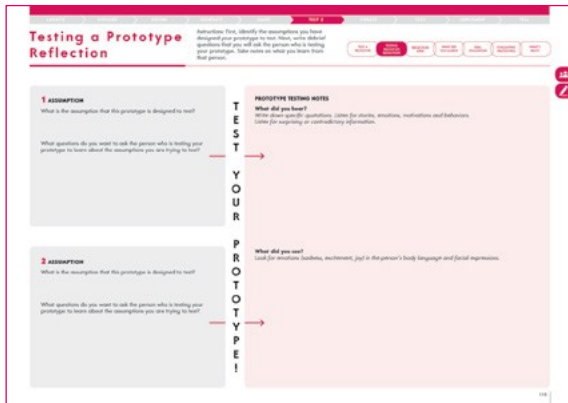 TEST 2
Testing a Prototype
Reflection
Instructions: First, identify the assumptions you have
designed your prototype to test. Next, write debrief
questions that you will ask the person who is testing
your prototype. Take notes on what you learn from
that person.
1 ASSUMPTION
What is the assumption that this prototype is designed to test?
What questions do you want to ask the person who is testing your
prototype to learn about the assumptions you are trying to test?
2 ASSUMPTION
What is the assumption that this prototype is designed to test?
What questions do you want to ask the person who is testing your
prototype to learn about the assumptions you are trying to test?
TEST YOUR PROTOTYPE!
PROTOTYPE TESTING NOTES
What did you hear?
Write down specific quotations. Listen for stories, emotions, motivations and behaviors.
Listen for surprising or contradictory information.
What did you see?
Look for emotions (sadness, excitement, joy) in the person's body language and facial expressions.